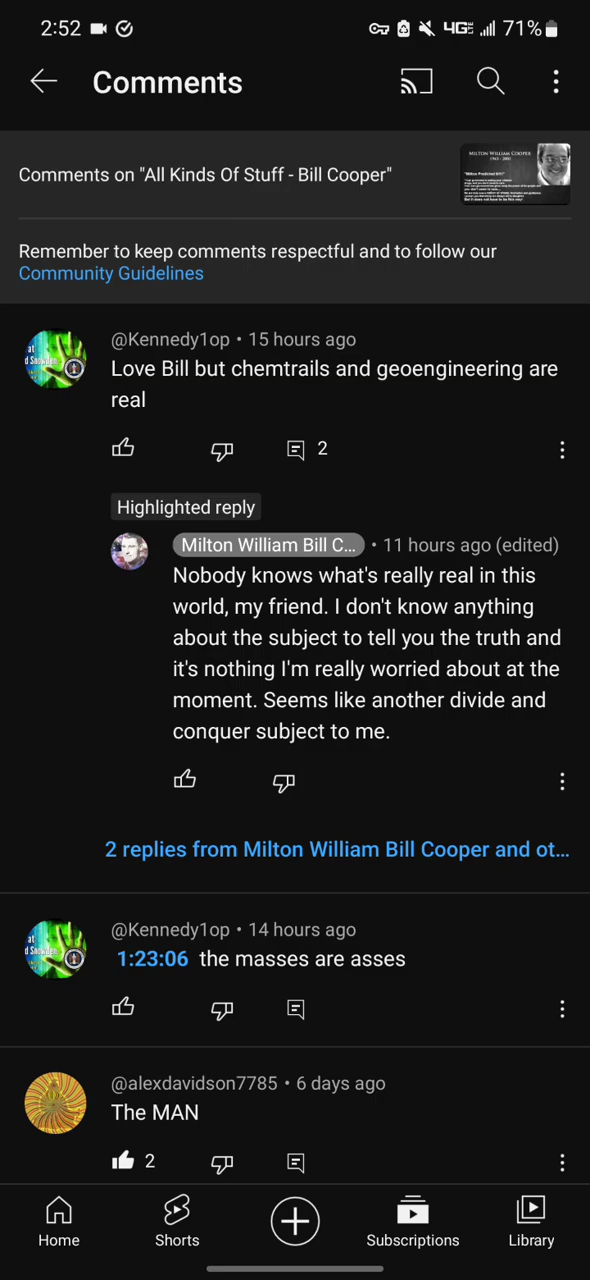 2:52
4G
71%
Comments
Comments on "All Kinds Of Stuff - Bill Cooper"
MILTON WILLIAM COOPER
1943 - 2001
Remember to keep comments respectful and to follow our
Community Guidelines
@Kennedy1op • 15 hours ago
Love Bill but chemtrails and geoengineering are
real
2
Highlighted reply
Milton William Bill C... • 11 hours ago (edited)
Nobody knows what's really real in this
world, my friend. I don't know anything
about the subject to tell you the truth and
it's nothing I'm really worried about at the
moment. Seems like another divide and
conquer subject to me.
2 replies from Milton William Bill Cooper and ot...
@Kennedy1op • 14 hours ago
1:23:06 the masses are asses
@alexdavidson7785 • 6 days ago
The MAN
2
Home
Shorts
Subscriptions
Library